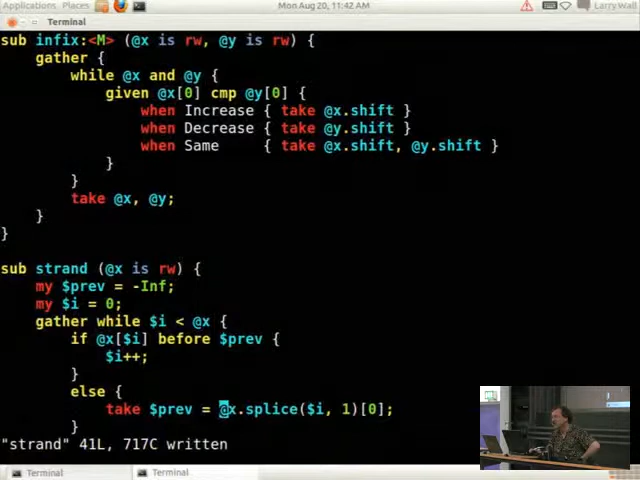 Applications Places Mon Aug 20, 11:42 AM Larry Wall
Terminal
sub infix:<M> (@x is rw, @y is rw) {
    gather {
        while @x and @y {
            given @x[0] cmp @y[0] {
                when Increase { take @x.shift }
                when Decrease { take @y.shift }
                when Same     { take @x.shift, @y.shift }
            }
        }
        take @x, @y;
    }
}
sub strand (@x is rw) {
    my $prev = -Inf;
    my $i = 0;
    gather while $i < @x {
        if @x[$i] before $prev {
            $i++;
        }
        else {
            take $prev = @x.splice($i, 1)[0];
        }
"strand" 41L, 717C written
Terminal Terminal